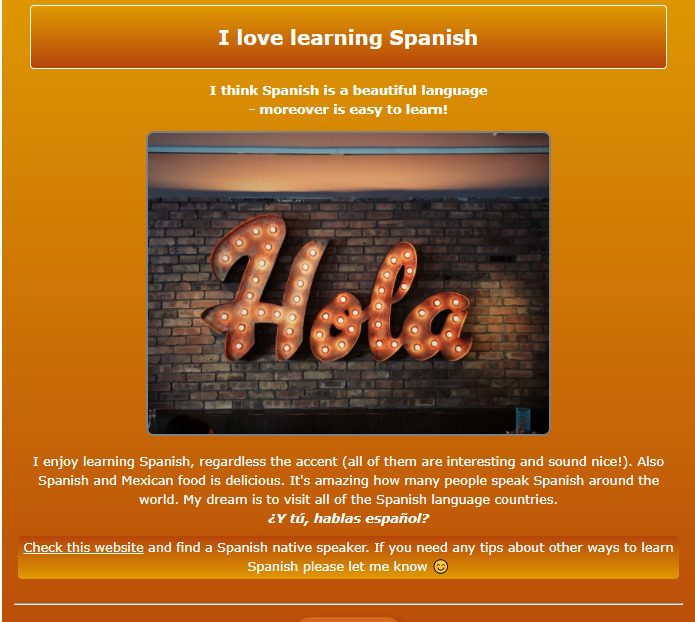 I love learning Spanish
I think Spanish is a beautiful language
- moreover is easy to learn!
Hola
I enjoy learning Spanish, regardless the accent (all of them are interesting and sound nice!). Also
Spanish and Mexican food is delicious. It's amazing how many people speak Spanish around the
world. My dream is to visit all of the Spanish language countries.
¿Y tú, hablas español?
Check this website and find a Spanish native speaker. If you need any tips about other ways to learn
Spanish please let me know 😊